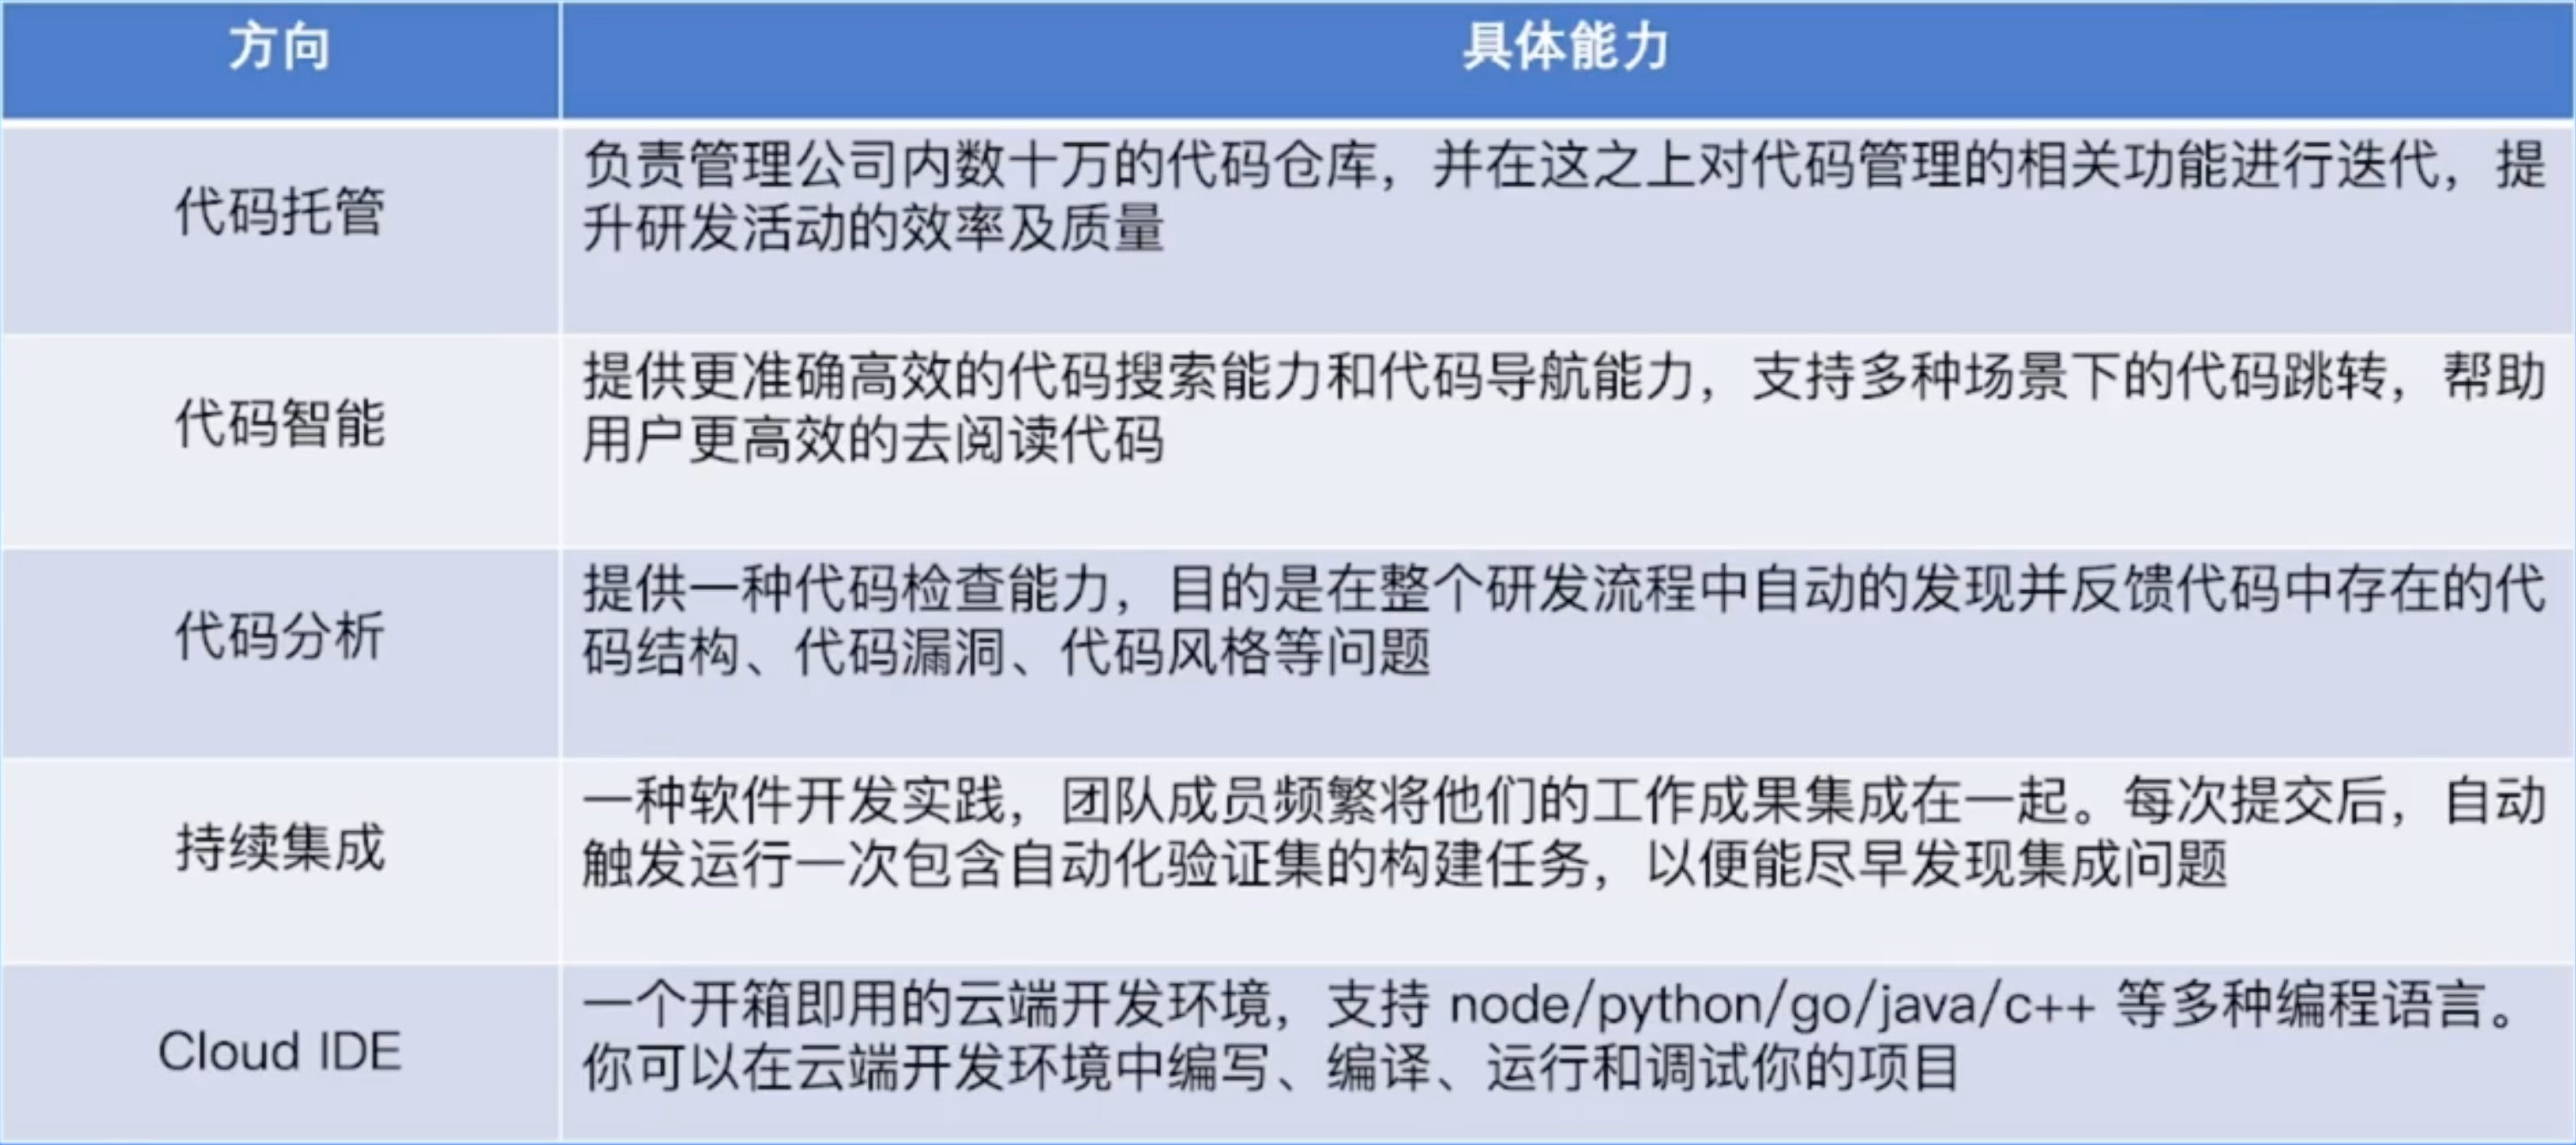 方向
具体能力
代码托管
负责管理公司内数十万的代码仓库，并在这之上对代码管理的相关功能进行迭代，提
升研发活动的效率及质量
代码智能
提供更准确高效的代码搜索能力和代码导航能力，支持多种场景下的代码跳转，帮助
用户更高效的去阅读代码
代码分析
提供一种代码检查能力，目的是在整个研发流程中自动的发现并反馈代码中存在的代
码结构、代码漏洞、代码风格等问题
持续集成
一种软件开发实践，团队成员频繁将他们的工作成果集成在一起。每次提交后，自动
触发运行一次包含自动化验证集的构建任务，以便能尽早发现集成问题
Cloud IDE
一个开箱即用的云端开发环境，支持 node/python/go/java/c++ 等多种编程语言。
你可以在云端开发环境中编写、编译、运行和调试你的项目